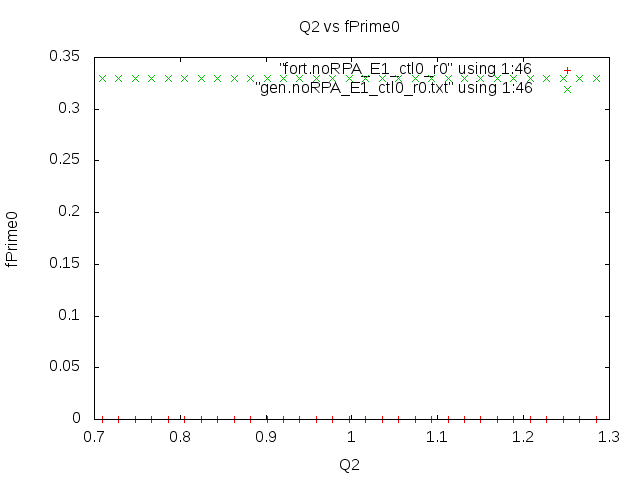 Q2 vs fPrime0
"fort.noRPA_E1_ctl0_r0" using 1:46
"gen.noRPA_E1_ctl0_r0.txt" using 1:46
0.35
0.3
0.25
0.2
0.15
0.1
0.05
0
fPrime0
0.7 0.8 0.9 1 1.1 1.2 1.3
Q2